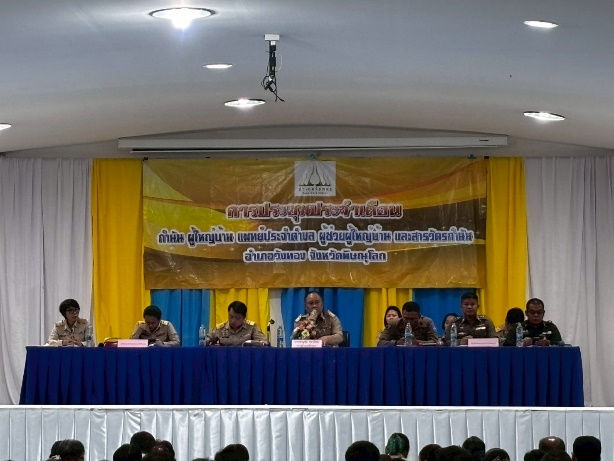 การประชุมประจำเดือน
กำนัน ผู้ใหญ่บ้าน แพทย์ประจำตำบล ผู้ช่วยผู้ใหญ่บ้าน และสารวัตรกำนัน
อำเภอวังทอง จังหวัดพิษณุโลก